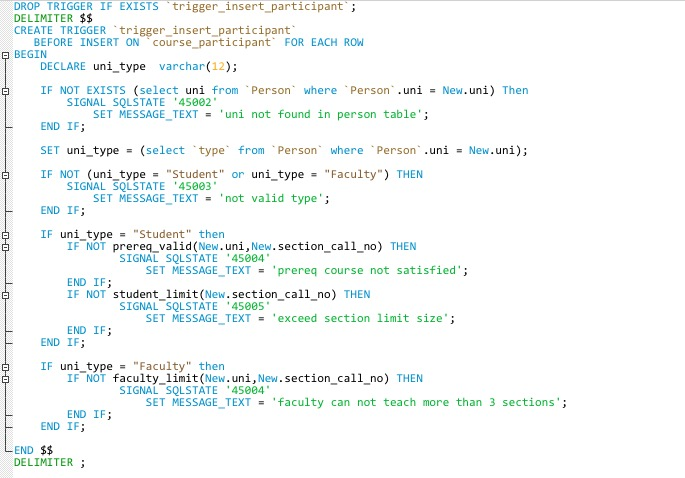 DROP TRIGGER IF EXISTS `trigger_insert_participant`;
DELIMITER $$
CREATE TRIGGER `trigger_insert_participant`
BEFORE INSERT ON `course_participant` FOR EACH ROW
BEGIN
DECLARE uni_type  varchar(12);
IF NOT EXISTS (select uni from `Person` where `Person`.uni = New.uni) Then
SIGNAL SQLSTATE '45002'
SET MESSAGE_TEXT = 'uni not found in person table';
END IF;
SET uni_type = (select `type` from `Person` where `Person`.uni = New.uni);
IF NOT (uni_type = "Student" or uni_type = "Faculty") THEN
SIGNAL SQLSTATE '45003'
SET MESSAGE_TEXT = 'not valid type';
END IF;
IF uni_type = "Student" then
IF NOT prereq_valid(New.uni,New.section_call_no) THEN
SIGNAL SQLSTATE '45004'
SET MESSAGE_TEXT = 'prereq course not satisfied';
END IF;
IF NOT student_limit(New.section_call_no) THEN
SIGNAL SQLSTATE '45005'
SET MESSAGE_TEXT = 'exceed section limit size';
END IF;
END IF;
IF uni_type = "Faculty" then
IF NOT faculty_limit(New.uni,New.section_call_no) THEN
SIGNAL SQLSTATE '45004'
SET MESSAGE_TEXT = 'faculty can not teach more than 3 sections';
END IF;
END IF;
END $$
DELIMITER ;